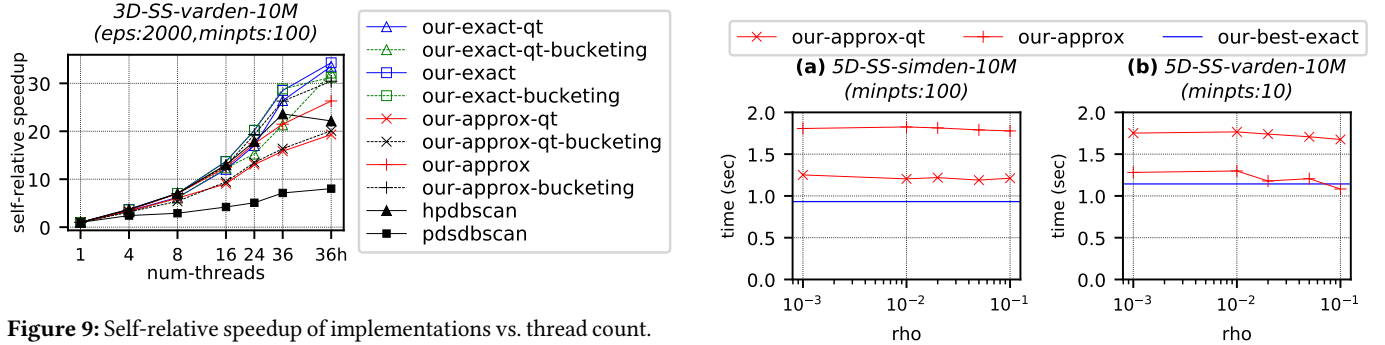 3D-SS-varden-10M
(eps:2000,minpts:100)
self-relative speedup
30
20
10
0
1 4 8 16 24 36 36h
num-threads
our-exact-qt
our-exact-qt-bucketing
our-exact
our-exact-bucketing
our-approx-qt
our-approx-qt-bucketing
our-approx
our-approx-bucketing
hpdbscan
pdsdbscan
Figure 9: Self-relative speedup of implementations vs. thread count.
our-approx-qt our-approx our-best-exact
(a) 5D-SS-simden-10M
(minpts:100)
time (sec)
2.0
1.5
1.0
0.5
0.0
10⁻³ 10⁻² 10⁻¹
rho
(b) 5D-SS-varden-10M
(minpts:10)
time (sec)
2.0
1.5
1.0
0.5
0.0
10⁻³ 10⁻² 10⁻¹
rho